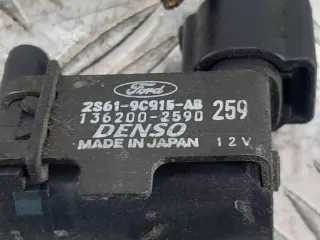 Ford
2S61-9C915-AB
136200-2590 259
DENSO
MADE IN JAPAN 12V